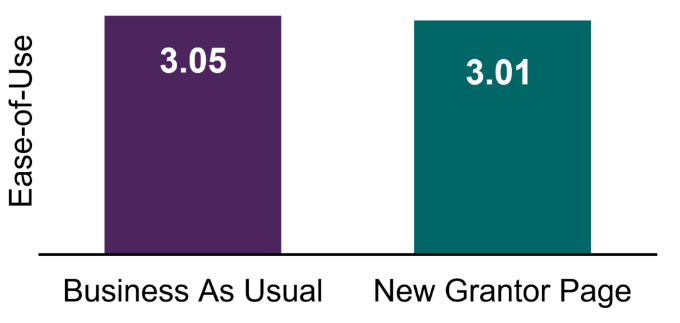 Ease-of-Use
3.05
3.01
Business As Usual
New Grantor Page